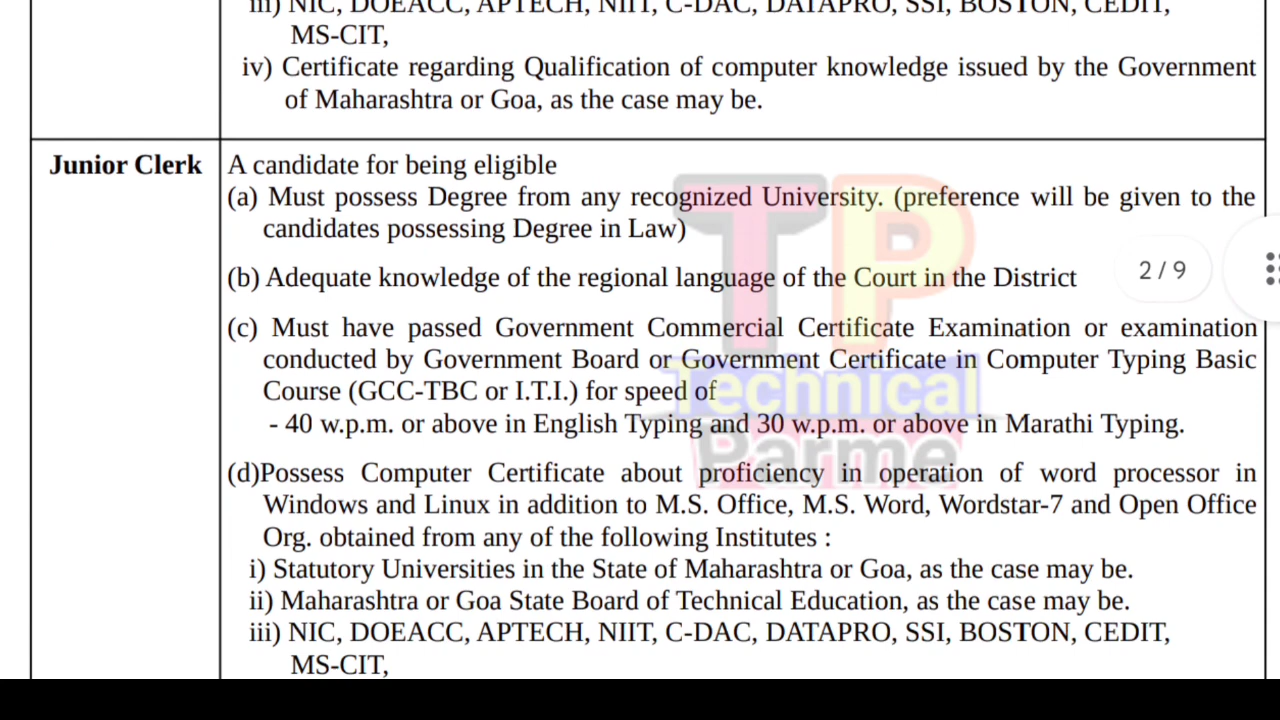 iii) NIC, DOEACC, APTECH, NIIT, C-DAC, DATAPRO, SSI, BOSTON, CEDIT,
MS-CIT,
iv) Certificate regarding Qualification of computer knowledge issued by the Government
of Maharashtra or Goa, as the case may be.
Junior Clerk
A candidate for being eligible
(a) Must possess Degree from any recognized University. (preference will be given to the
candidates possessing Degree in Law)
(b) Adequate knowledge of the regional language of the Court in the District
2 / 9
(c) Must have passed Government Commercial Certificate Examination or examination
conducted by Government Board or Government Certificate in Computer Typing Basic
Course (GCC-TBC or I.T.I.) for speed of
- 40 w.p.m. or above in English Typing and 30 w.p.m. or above in Marathi Typing.
(d)Possess Computer Certificate about proficiency in operation of word processor in
Windows and Linux in addition to M.S. Office, M.S. Word, Wordstar-7 and Open Office
Org. obtained from any of the following Institutes :
i) Statutory Universities in the State of Maharashtra or Goa, as the case may be.
ii) Maharashtra or Goa State Board of Technical Education, as the case may be.
iii) NIC, DOEACC, APTECH, NIIT, C-DAC, DATAPRO, SSI, BOSTON, CEDIT,
MS-CIT,
TP
Technical
Parme